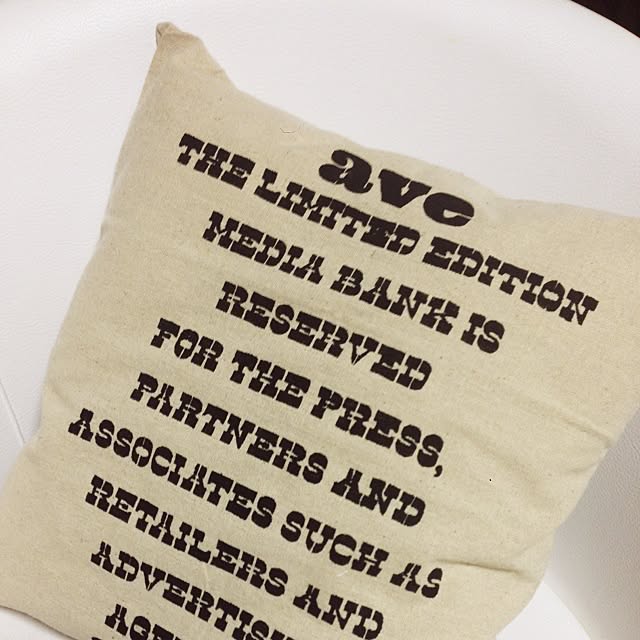 ave
THE LIMITED EDITION
MEDIA BANK IS
RESERVED
FOR THE PRESS,
PARTNERS AND
ASSOCIATES SUCH AS
RETAILERS AND